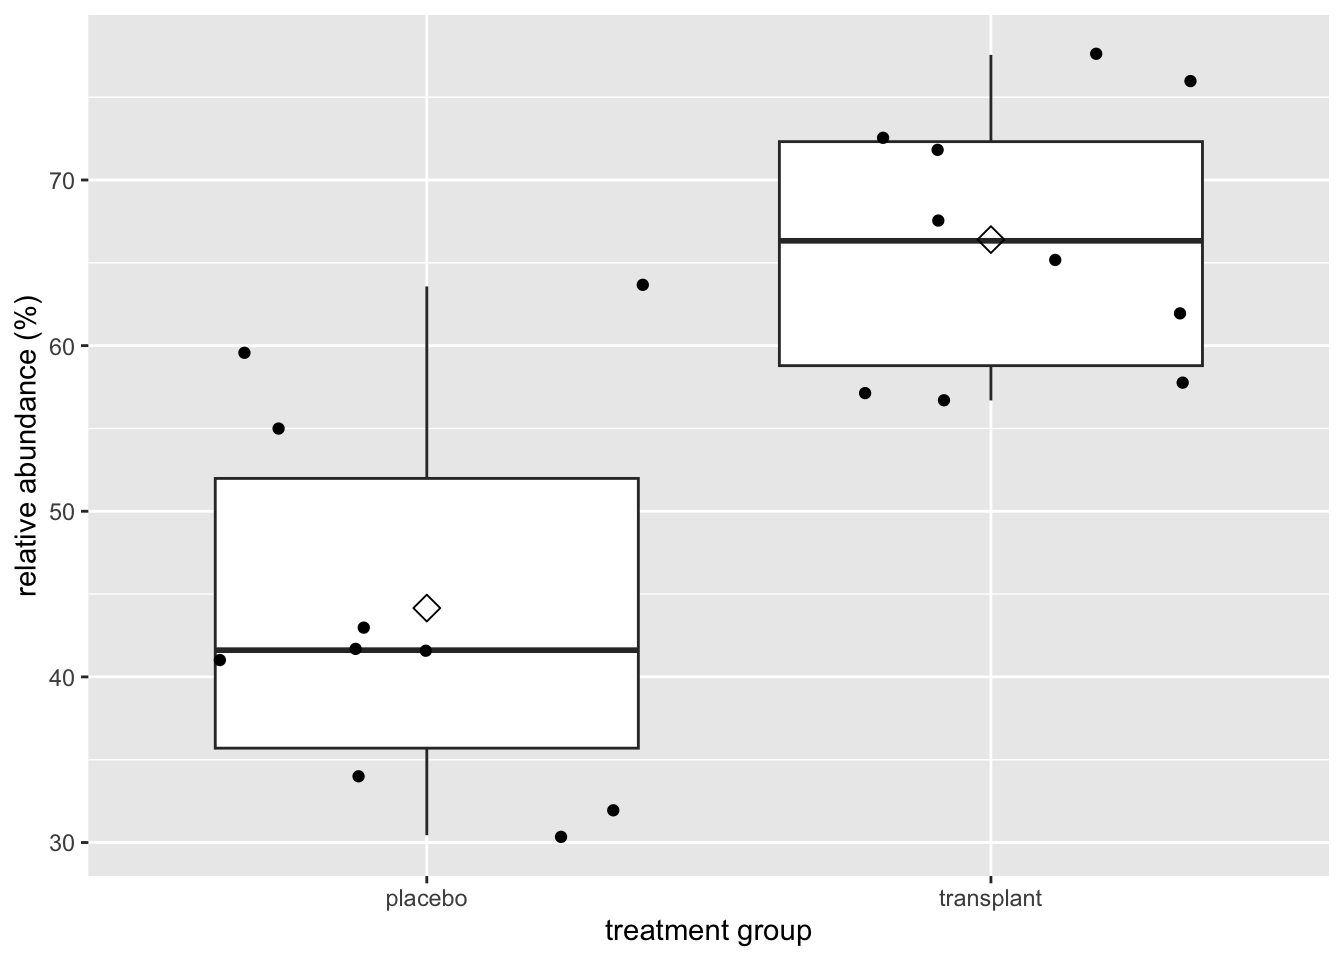 relative abundance (%)
70
60
50
40
30
placebo
transplant
treatment group